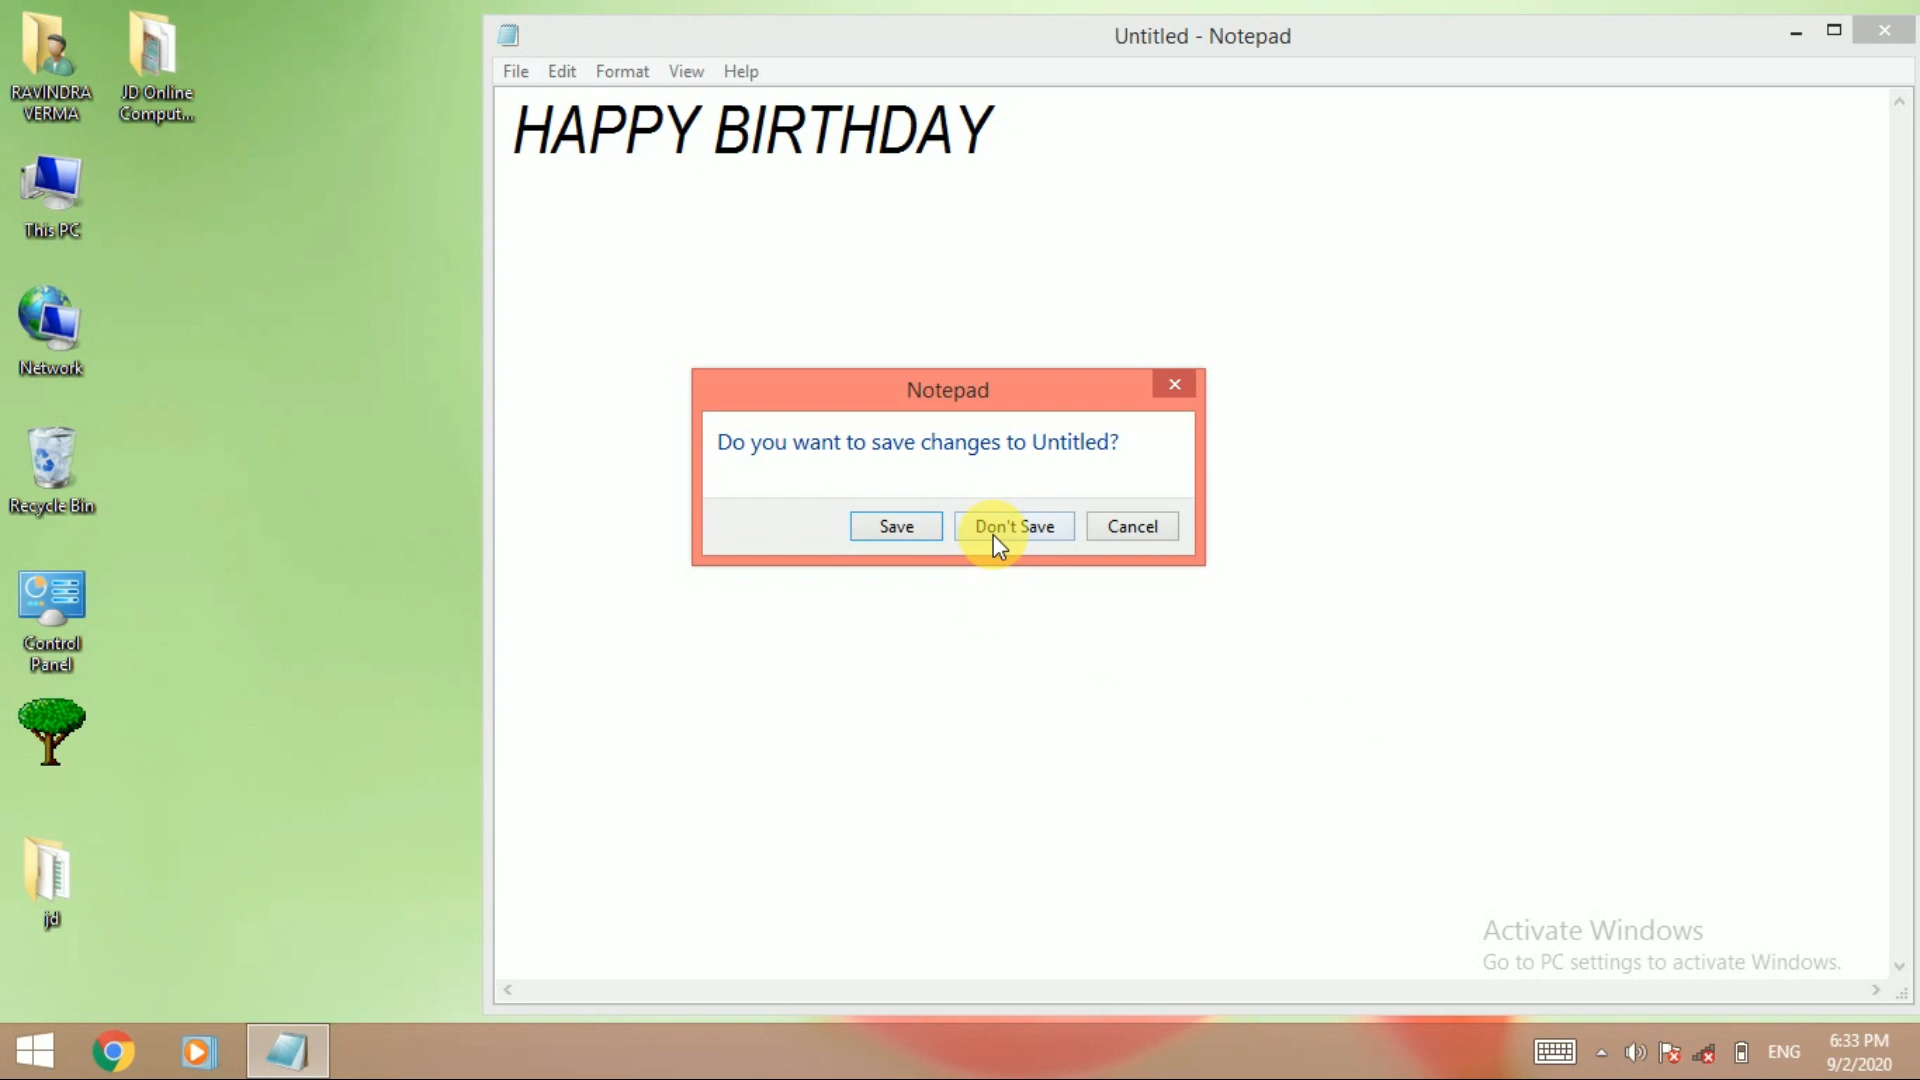 RAVINDRA
VERMA
JD Online
Comput...
This PC
Network
Recycle Bin
Control
Panel
jd
Untitled - Notepad
File Edit Format View Help
HAPPY BIRTHDAY
Notepad
Do you want to save changes to Untitled?
Save Don't Save Cancel
Activate Windows
Go to PC settings to activate Windows.
ENG
6:33 PM
9/2/2020